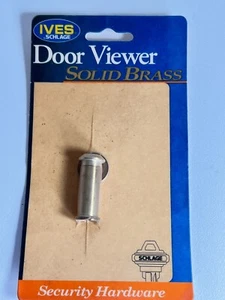 IVES
SCHLAGE
Door Viewer
SOLID BRASS
SCHLAGE
Security Hardware